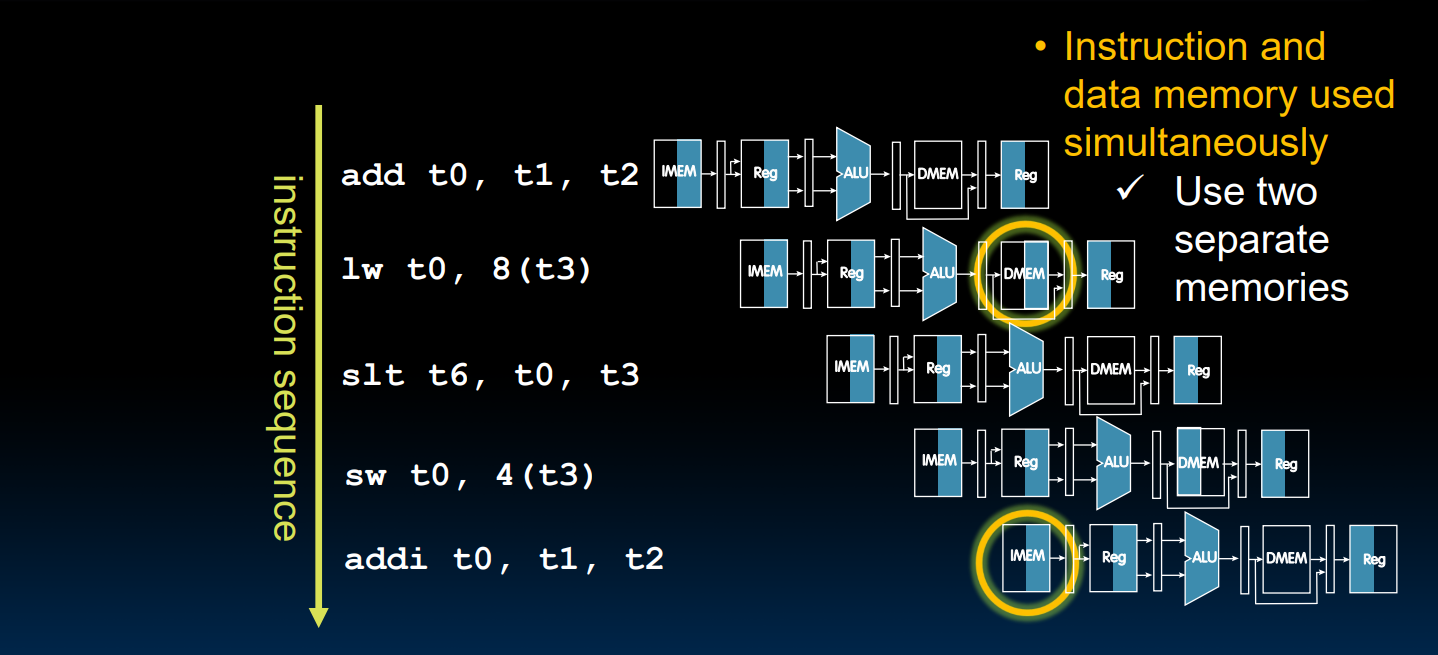 • Instruction and
data memory used
simultaneously
✓ Use two
separate
memories
instruction sequence
add t0, t1, t2
IMEM Reg ALU DMEM Reg
lw t0, 8(t3)
IMEM Reg ALU DMEM Reg
slt t6, t0, t3
IMEM Reg ALU DMEM Reg
sw t0, 4(t3)
IMEM Reg ALU DMEM Reg
addi t0, t1, t2
IMEM Reg ALU DMEM Reg